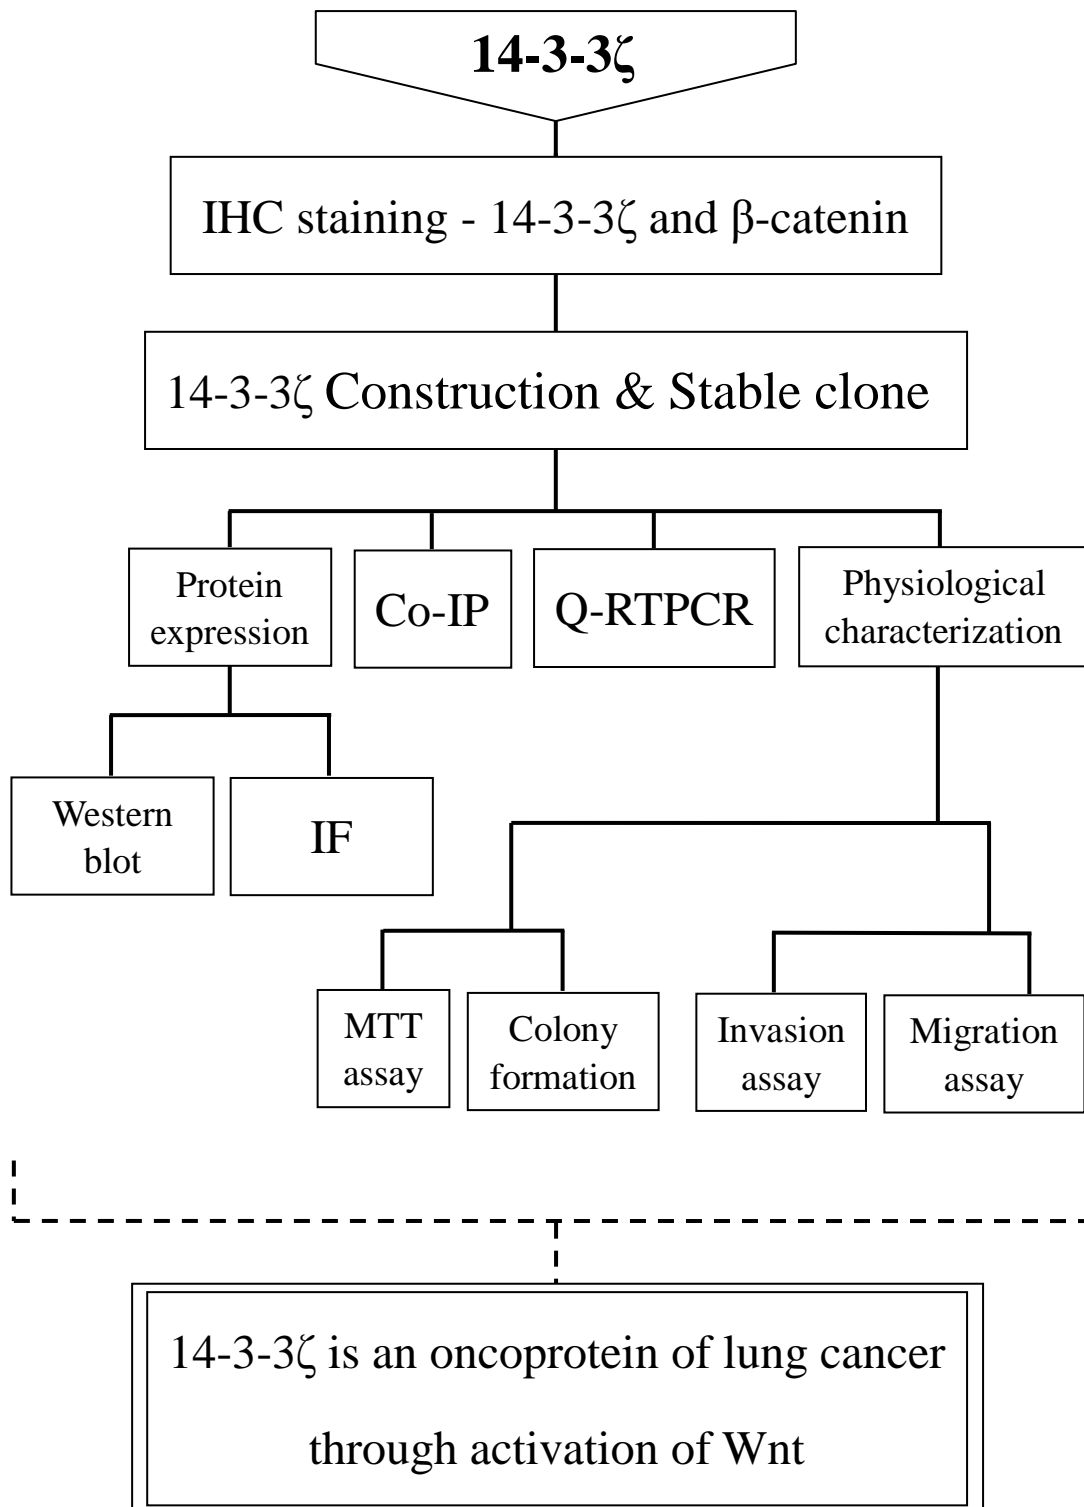 14-3-3ζ
IHC staining - 14-3-3ζ and β-catenin
14-3-3ζ Construction & Stable clone
Protein
expression
Co-IP
Q-RTPCR
Physiological
characterization
Western
blot
IF
MTT
assay
Colony
formation
Invasion
assay
Migration
assay
14-3-3ζ is an oncoprotein of lung cancer
through activation of Wnt